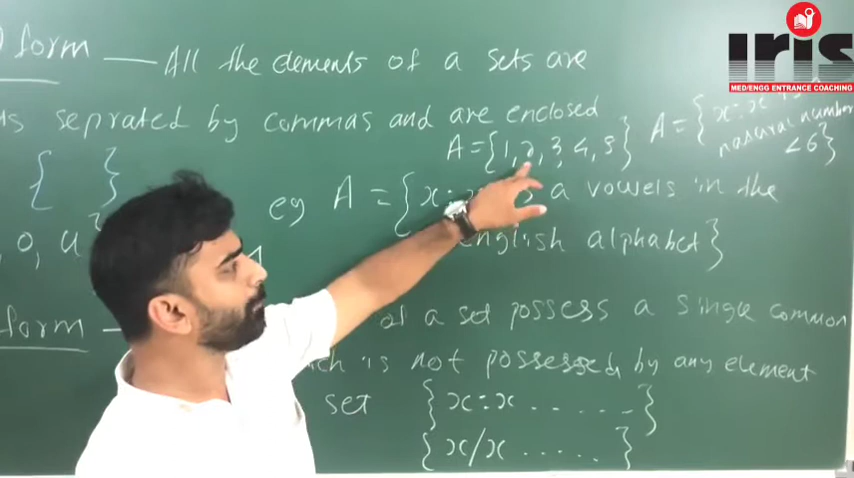 form — All the elements of a sets are
seprated by commas and are enclosed
{ }
A = {1, 2, 3, 4, 5}
A = {x : x
natural number
<6}
eg A = {x : a vowels in the
english alphabet}
o, u
form — of a set possess a single common
is not possessed by any element
set {x : x . . . . . . . }
{x/x . . . . . }
iris
MED/ENGG ENTRANCE COACHING